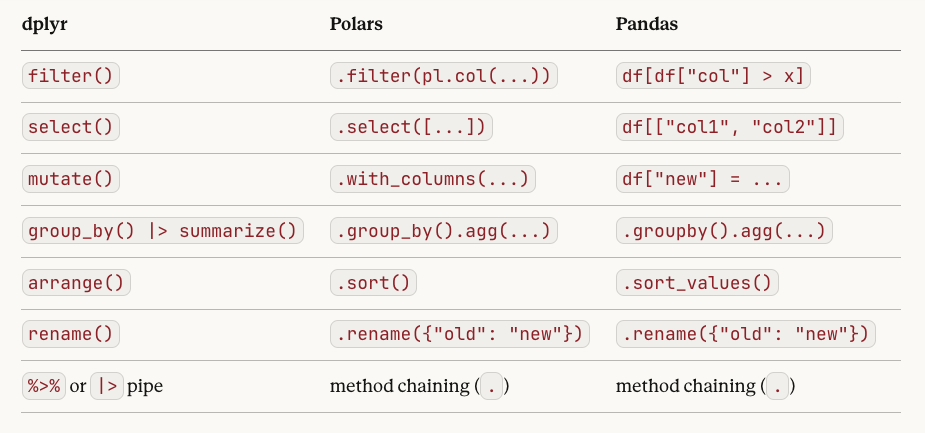 dplyr Polars Pandas
filter() .filter(pl.col(...)) df[df["col"] > x]
select() .select([...]) df[["col1", "col2"]]
mutate() .with_columns(...) df["new"] = ...
group_by() |> summarize() .group_by().agg(...) .groupby().agg(...)
arrange() .sort() .sort_values()
rename() .rename({"old": "new"}) .rename({"old": "new"})
%>% or |> pipe method chaining (.) method chaining (.)